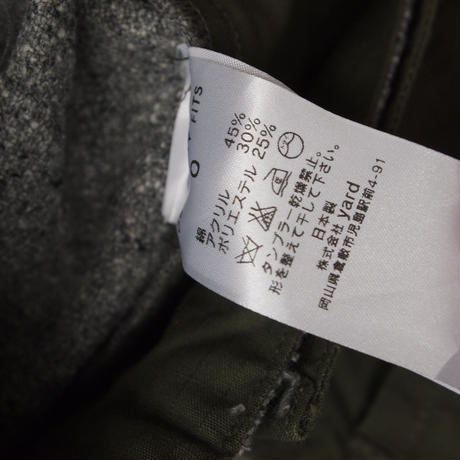 FITS
0
綿 45%
アクリル 30%
ポリエステル 25%
タンブラー乾燥禁止。
形を整えて干して下さい。
日本製
株式会社 yard
岡山県倉敷市児島駅前4-91